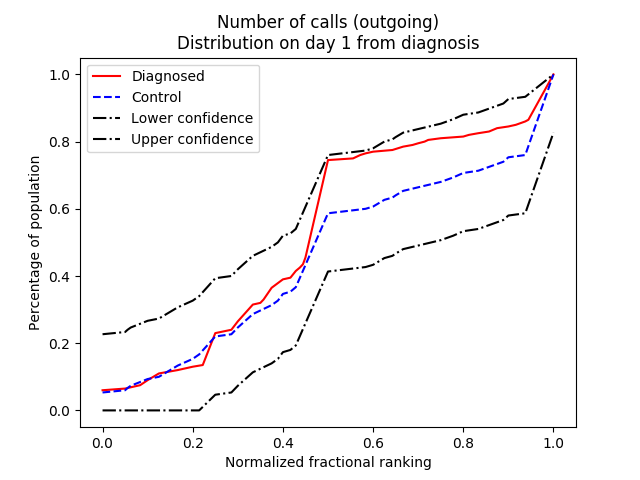 Number of calls (outgoing)
Distribution on day 1 from diagnosis
Diagnosed
Control
Lower confidence
Upper confidence
Percentage of population
1.0
0.8
0.6
0.4
0.2
0.0
0.0 0.2 0.4 0.6 0.8 1.0
Normalized fractional ranking